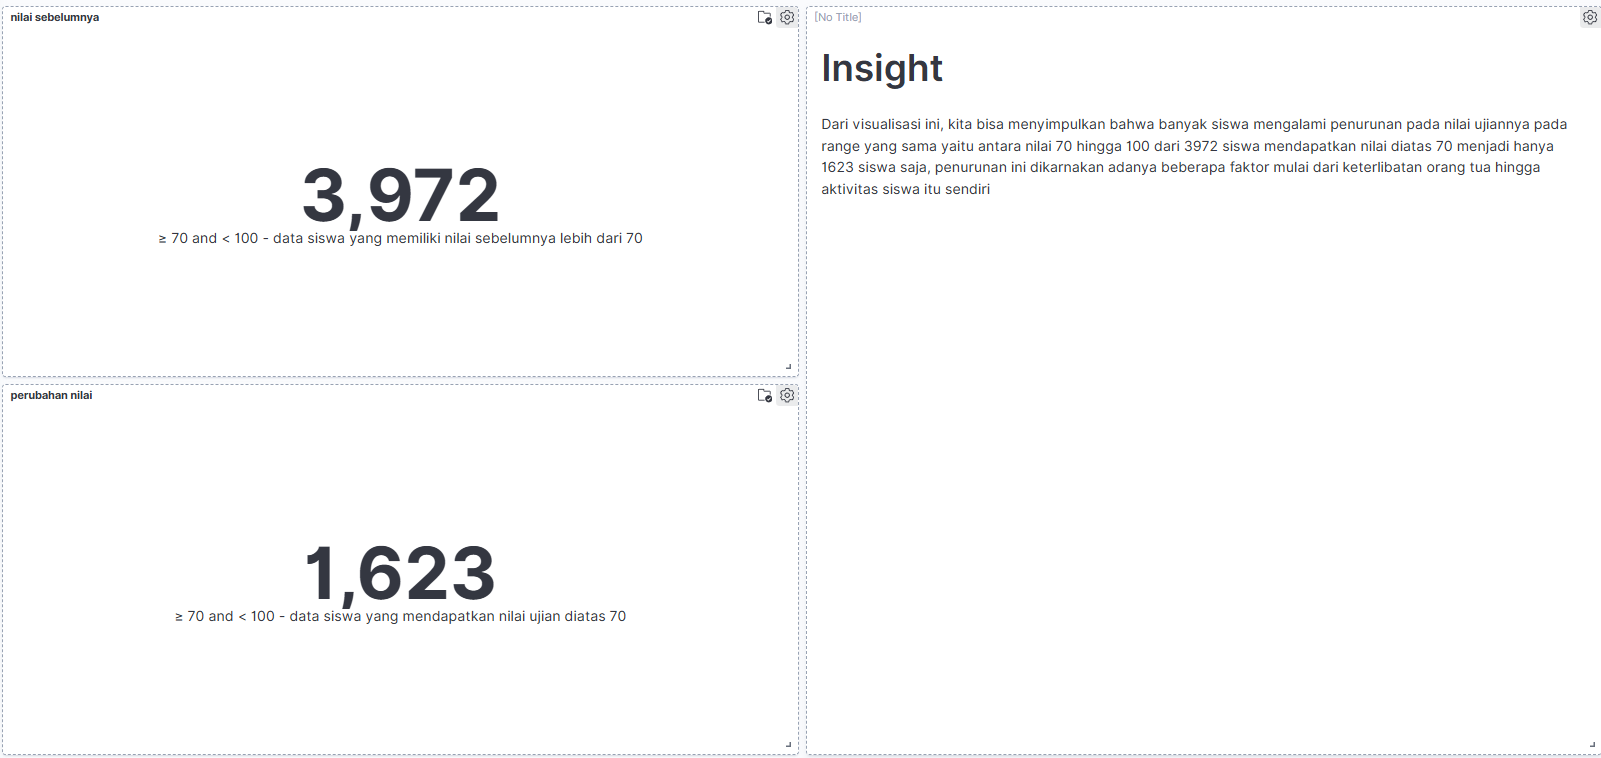 nilai sebelumnya
3,972
≥ 70 and < 100 - data siswa yang memiliki nilai sebelumnya lebih dari 70
perubahan nilai
1,623
≥ 70 and < 100 - data siswa yang mendapatkan nilai ujian diatas 70
[No Title]
Insight
Dari visualisasi ini, kita bisa menyimpulkan bahwa banyak siswa mengalami penurunan pada nilai ujiannya pada
range yang sama yaitu antara nilai 70 hingga 100 dari 3972 siswa mendapatkan nilai diatas 70 menjadi hanya
1623 siswa saja, penurunan ini dikarnakan adanya beberapa faktor mulai dari keterlibatan orang tua hingga
aktivitas siswa itu sendiri